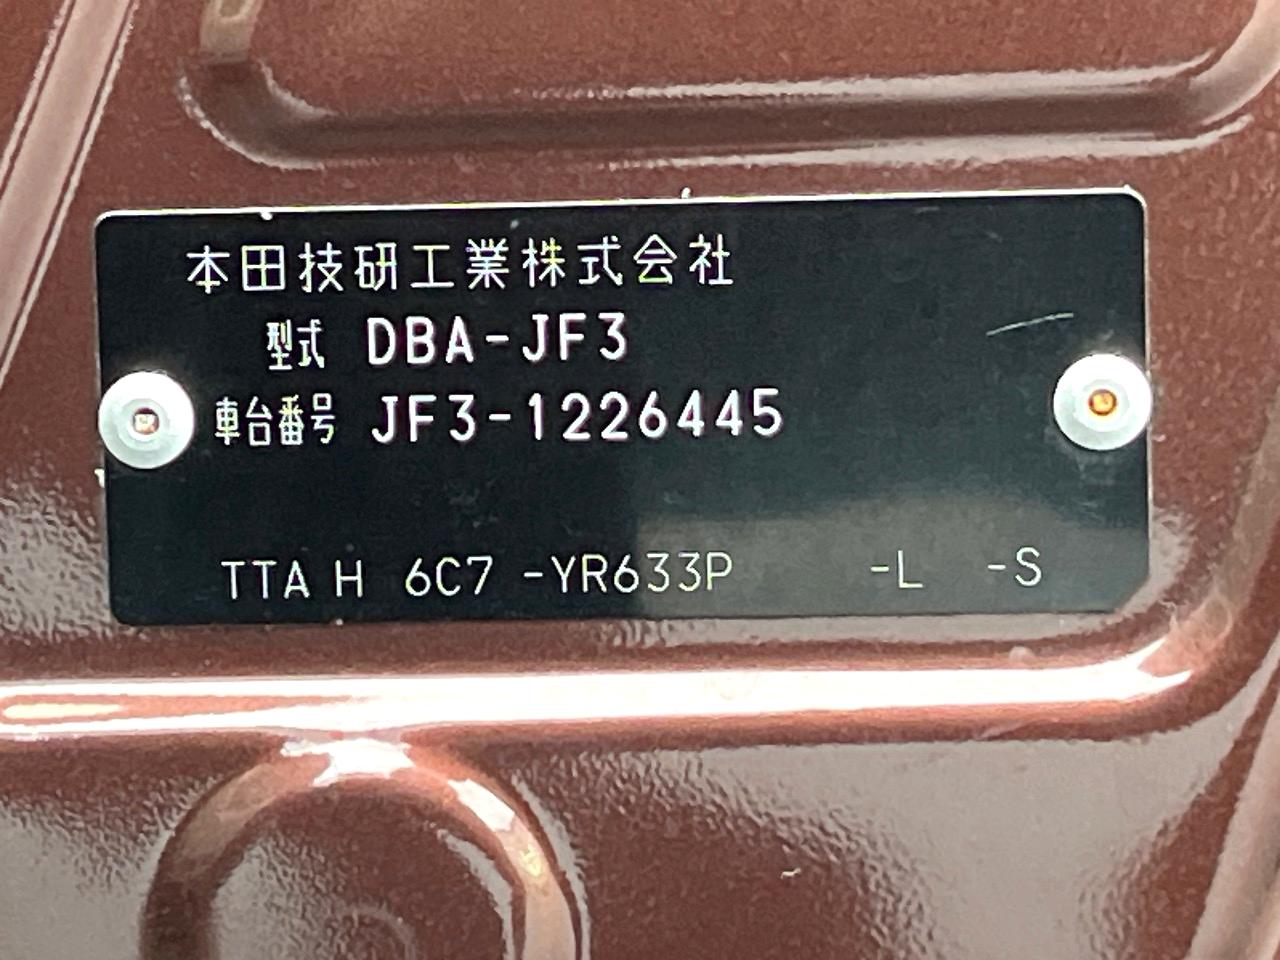 本田技研工業株式会社
型式 DBA-JF3
車台番号 JF3-1226445
TTA H 6C7 -YR633P -L -S